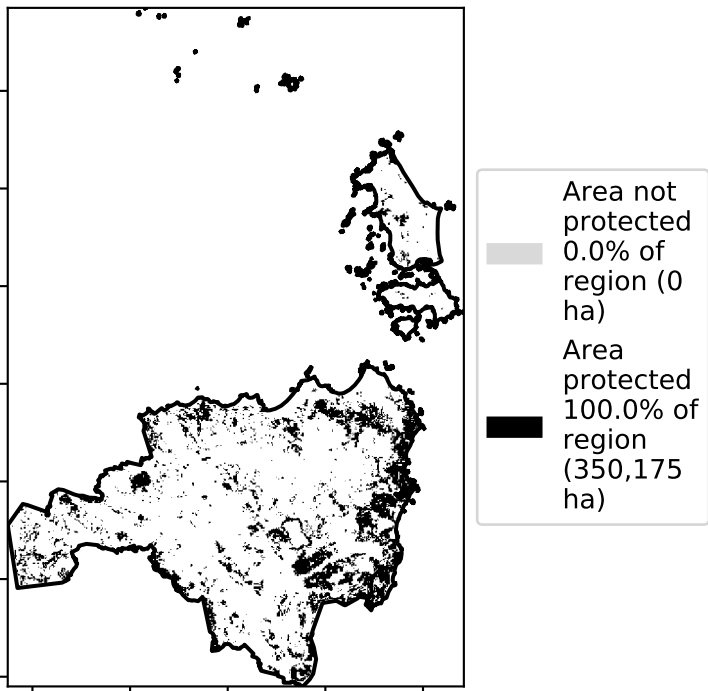 Area not
protected
0.0% of
region (0
ha)
Area
protected
100.0% of
region
(350,175
ha)